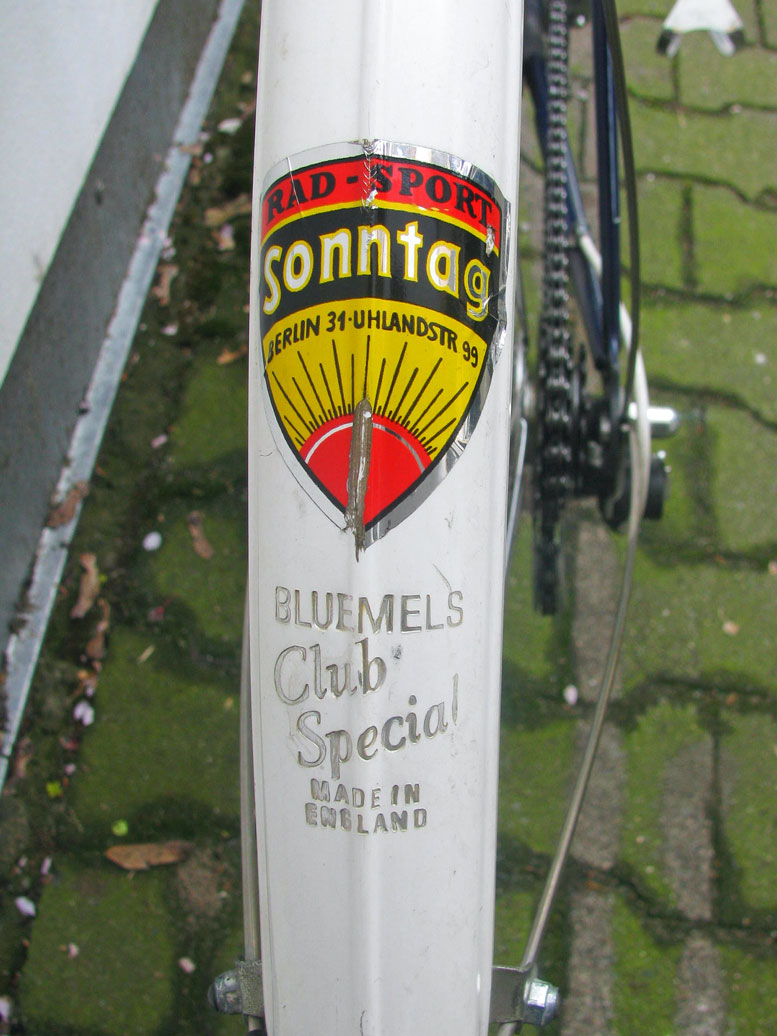 RAD-SPORT
Sonntag
BERLIN 31·UHLANDSTR 99
BLUEMELS
Club
Special
MADE IN
ENGLAND